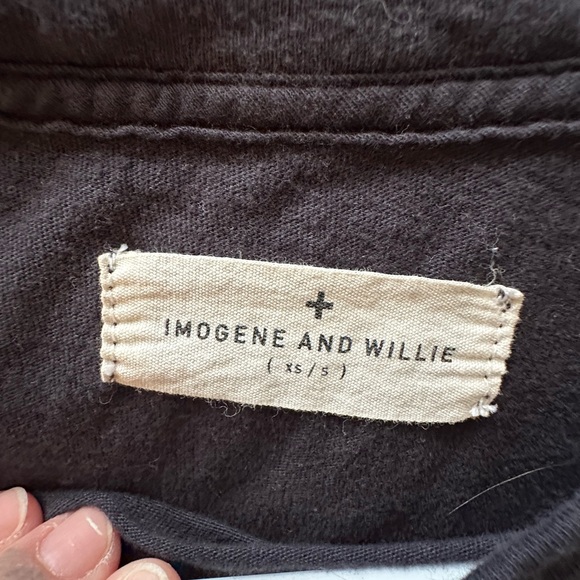 +
IMOGENE AND WILLIE
( XS / S )